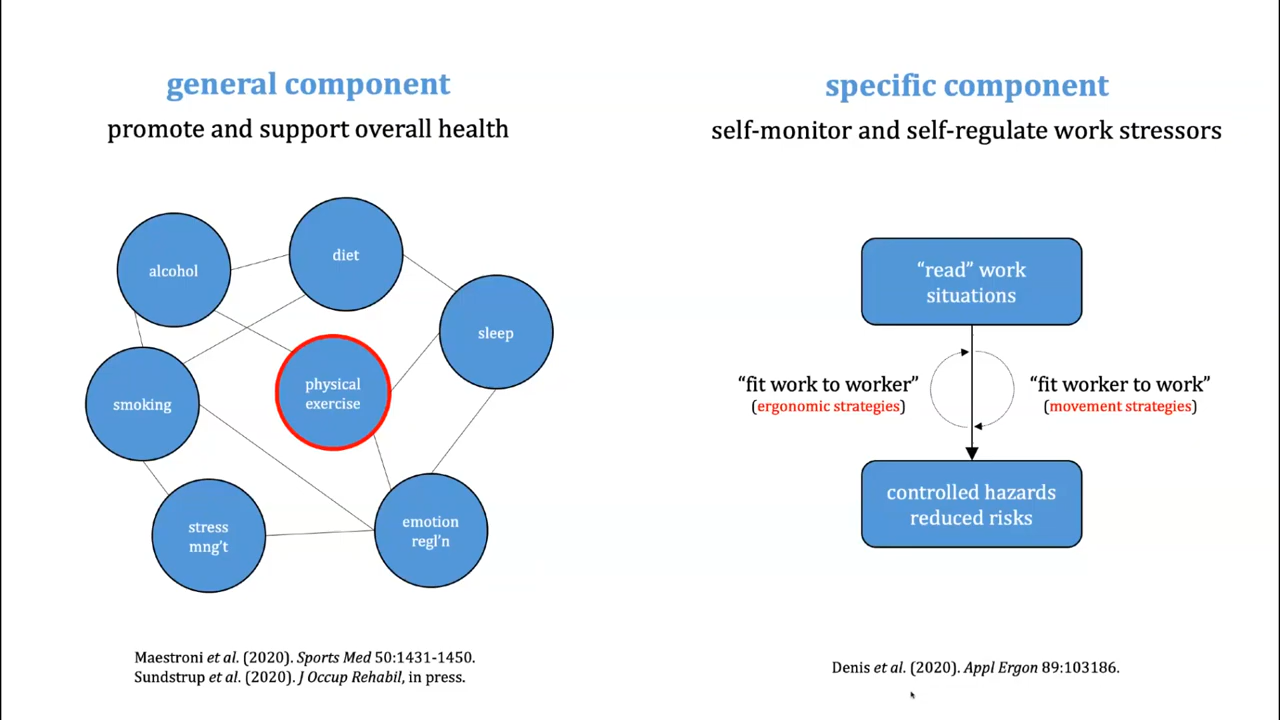 general component
promote and support overall health
alcohol
diet
sleep
physical
exercise
smoking
stress
mng't
emotion
regl'n
Maestroni et al. (2020). Sports Med 50:1431-1450.
Sundstrup et al. (2020). J Occup Rehabil, in press.
specific component
self-monitor and self-regulate work stressors
“read” work
situations
“fit work to worker”
(ergonomic strategies)
“fit worker to work”
(movement strategies)
controlled hazards
reduced risks
Denis et al. (2020). Appl Ergon 89:103186.